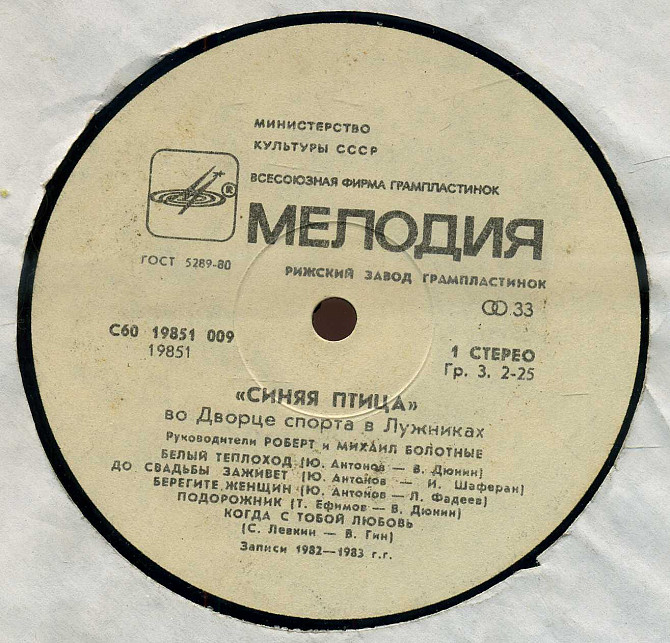 МИНИСТЕРСТВО
КУЛЬТУРЫ СССР
ВСЕСОЮЗНАЯ ФИРМА ГРАМПЛАСТИНОК
®
МЕЛОДИЯ
ГОСТ 5289-80
РИЖСКИЙ ЗАВОД ГРАМПЛАСТИНОК
33
С60 19851 009
19851
1 СТЕРЕО
Гр. 3. 2-25
«СИНЯЯ ПТИЦА»
во Дворце спорта в Лужниках
Руководители РОБЕРТ и МИХАИЛ БОЛОТНЫЕ
БЕЛЫЙ ТЕПЛОХОД (Ю. Антонов — В. Дюнин)
ДО СВАДЬБЫ ЗАЖИВЕТ (Ю. Антонов — И. Шаферан)
БЕРЕГИТЕ ЖЕНЩИН (Ю. Антонов — Л. Фадеев)
ПОДОРОЖНИК (Т. Ефимов — В. Дюнин)
КОГДА С ТОБОЙ ЛЮБОВЬ
(С. Левкин — В. Гин)
Записи 1982—1983 г.г.